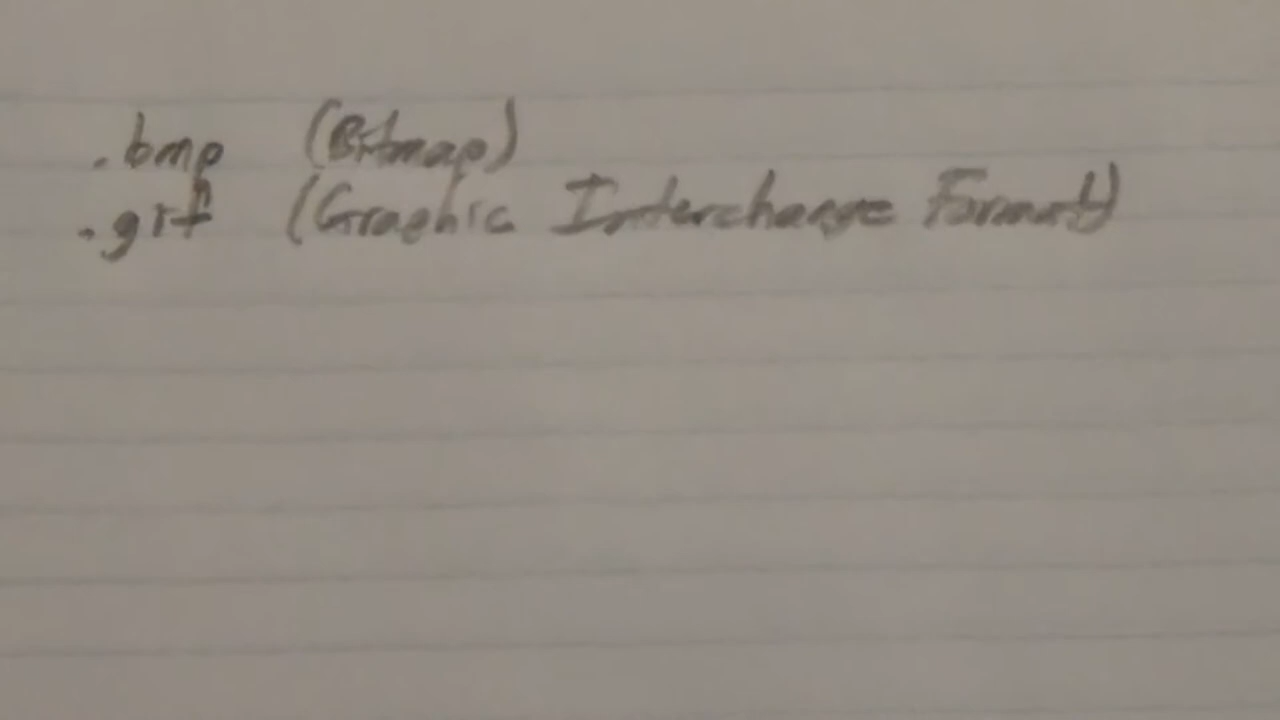 .bmp (Bitmap)
.gif (Graphic Interchange Format)